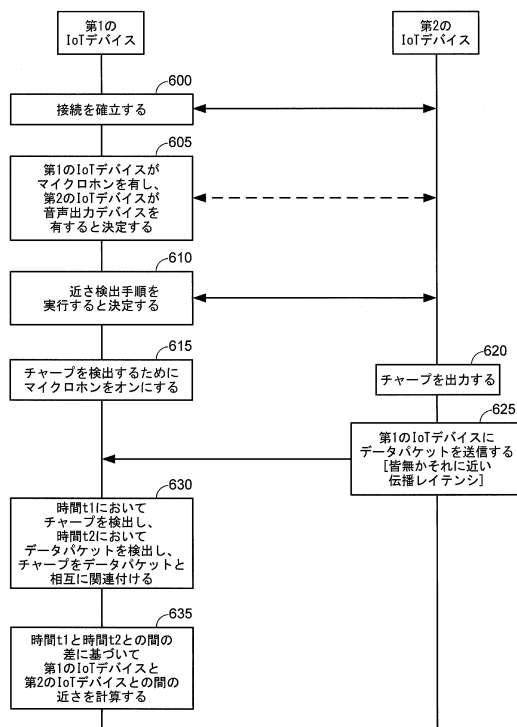 第1の
IoTデバイス
第2の
IoTデバイス
600
接続を確立する
605
第1のIoTデバイスが
マイクロホンを有し、
第2のIoTデバイスが
音声出力デバイスを
有すると決定する
610
近さ検出手順を
実行すると決定する
615
チャープを検出するために
マイクロホンをオンにする
620
チャープを出力する
625
第1のIoTデバイスに
データパケットを送信する
[皆無かそれに近い
伝播レイテンシ]
630
時間t1において
チャープを検出し、
時間t2において
データパケットを検出し、
チャープをデータパケットと
相互に関連付ける
635
時間t1と時間t2との間の
差に基づいて
第1のIoTデバイスと
第2のIoTデバイスとの間の
近さを計算する